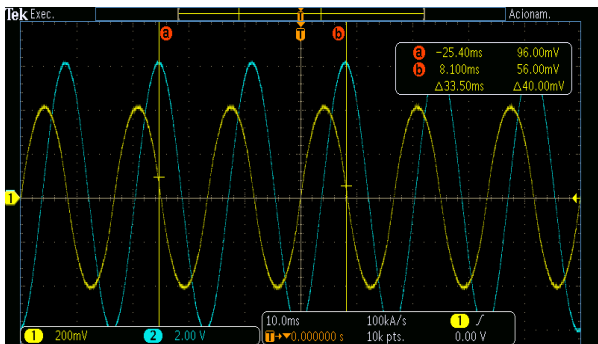 Tek Exec.
T
Acionam.
a
T
b
a -25.40ms 96.00mV
b 8.100ms 56.00mV
Δ33.50ms Δ40.00mV
1
1 200mV 2 2.00 V
10.0ms 100kA/s 1 ∫
T→▼0.000000 s 10k pts. 0.00 V